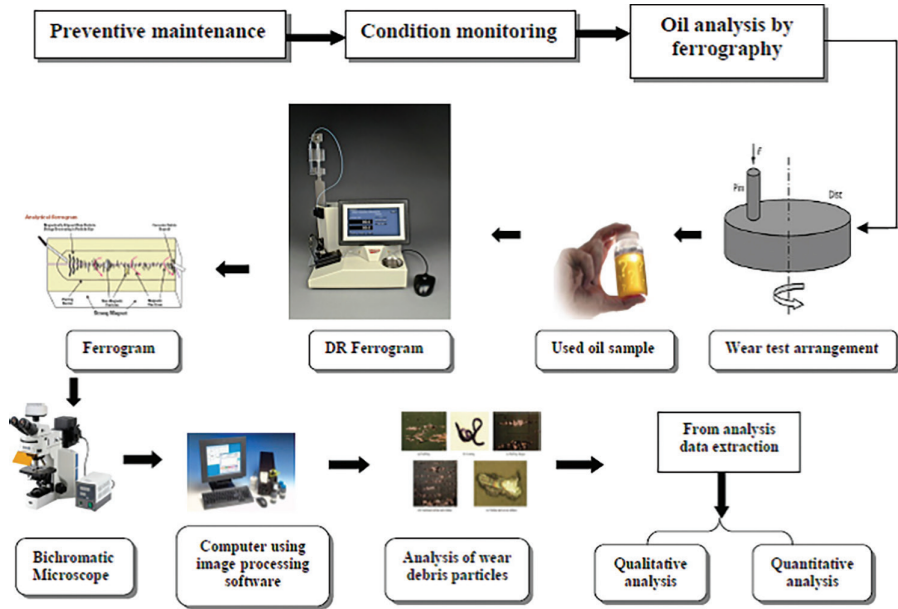 Preventive maintenance
Condition monitoring
Oil analysis by
ferrography
F
Pin
Disc
Analytical Ferrogram
Strong Magnet
Ferrogram
DR Ferrogram
Used oil sample
Wear test arrangement
Bichromatic
Microscope
Computer using
image processing
software
Analysis of wear
debris particles
From analysis
data extraction
Qualitative
analysis
Quantitative
analysis